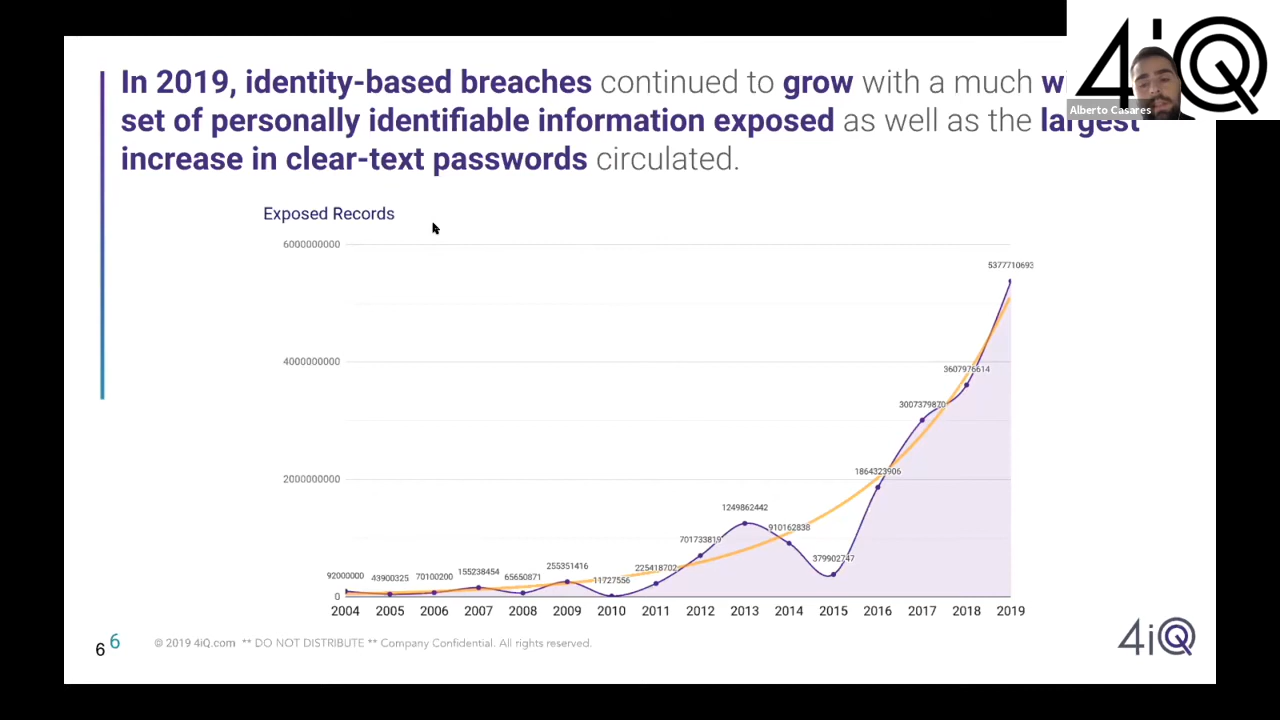 In 2019, identity-based breaches continued to grow with a much
set of personally identifiable information exposed as well as the largest
increase in clear-text passwords circulated.
4iQ
Alberto Casares
Exposed Records
6000000000
4000000000
2000000000
0
92000000
43900325
70100200
155238454
65650871
255351416
11727556
225418702
701733819
1249862442
910162838
379902747
1864323906
3007379870
3607976614
5377710693
2004 2005 2006 2007 2008 2009 2010 2011 2012 2013 2014 2015 2016 2017 2018 2019
6 6
© 2019 4iQ.com ** DO NOT DISTRIBUTE ** Company Confidential. All rights reserved.
4iQ